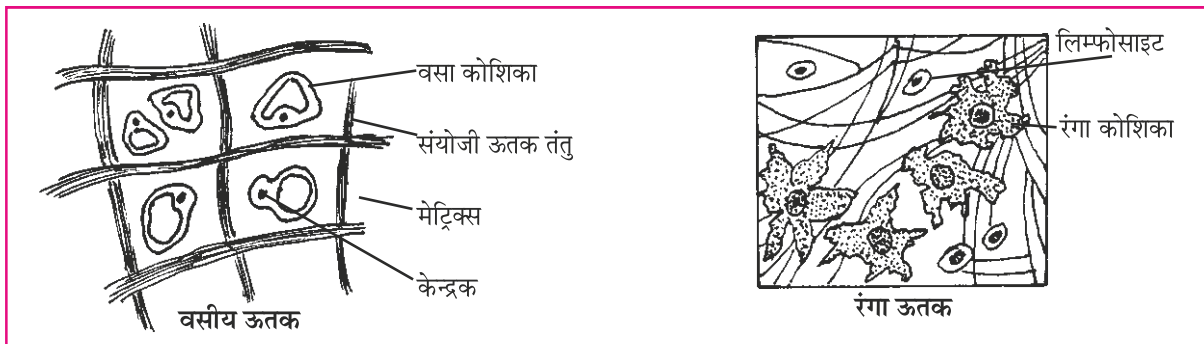 वसा कोशिका
संयोजी ऊतक तंतु
मेट्रिक्स
केन्द्रक
वसीय ऊतक
लिम्फोसाइट
रंगा कोशिका
रंगा ऊतक